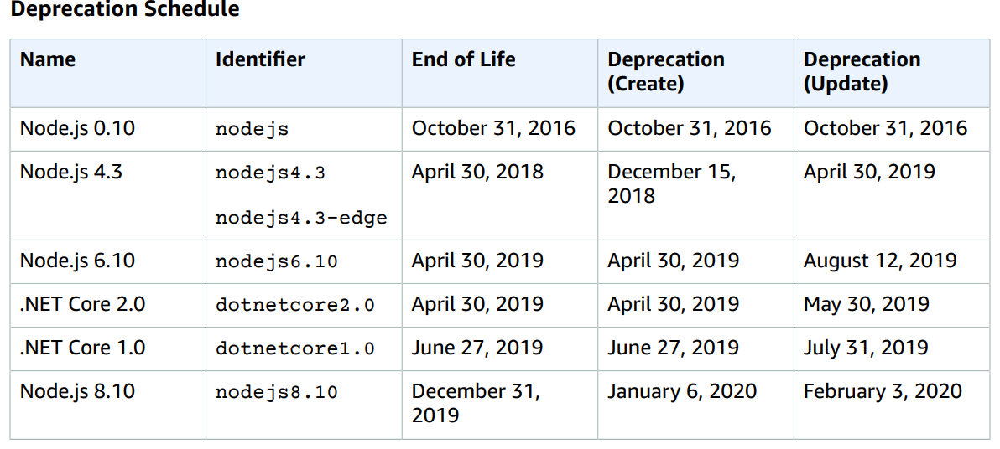 Deprecation Schedule
Name Identifier End of Life Deprecation (Create) Deprecation (Update)
Node.js 0.10 nodejs October 31, 2016 October 31, 2016 October 31, 2016
Node.js 4.3 nodejs4.3 nodejs4.3-edge April 30, 2018 December 15, 2018 April 30, 2019
Node.js 6.10 nodejs6.10 April 30, 2019 April 30, 2019 August 12, 2019
.NET Core 2.0 dotnetcore2.0 April 30, 2019 April 30, 2019 May 30, 2019
.NET Core 1.0 dotnetcore1.0 June 27, 2019 June 27, 2019 July 31, 2019
Node.js 8.10 nodejs8.10 December 31, 2019 January 6, 2020 February 3, 2020